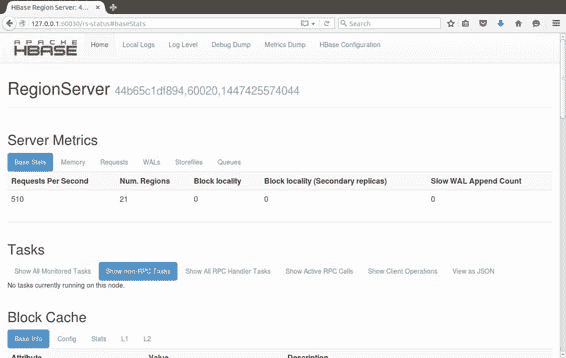 HBase Region Server: 4...
127.0.0.1:60030/rs-status#baseStats
Search
APACHE
HBASE
Home Local Logs Log Level Debug Dump Metrics Dump HBase Configuration
RegionServer 44b65c1df894,60020,1447425574044
Server Metrics
Base Stats Memory Requests WALs Storefiles Queues
Requests Per Second Num. Regions Block locality Block locality (Secondary replicas) Slow WAL Append Count
510 21 0 0 0
Tasks
Show All Monitored Tasks Show non-RPC Tasks Show All RPC Handler Tasks Show Active RPC Calls Show Client Operations View as JSON
No tasks currently running on this node.
Block Cache
Base Info Config Stats L1 L2
Attribute Value Description